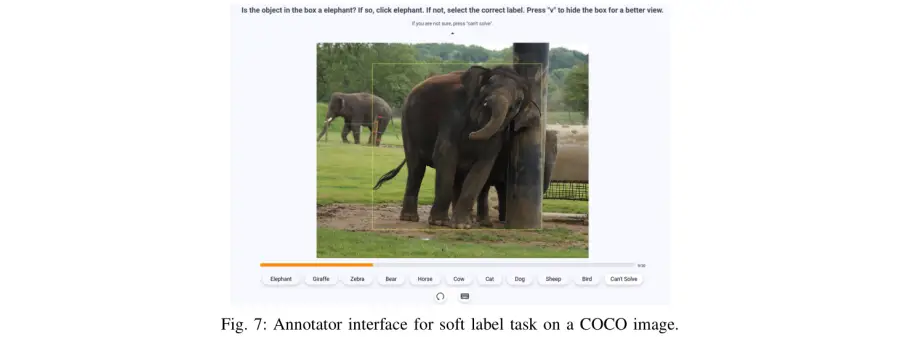 Is the object in the box a elephant? If so, click elephant. If not, select the correct label. Press "v" to hide the box for a better view.
If you are not sure, press "can't solve".
Elephant Giraffe Zebra Bear Horse Cow Cat Dog Sheep Bird Can't Solve
Fig. 7: Annotator interface for soft label task on a COCO image.